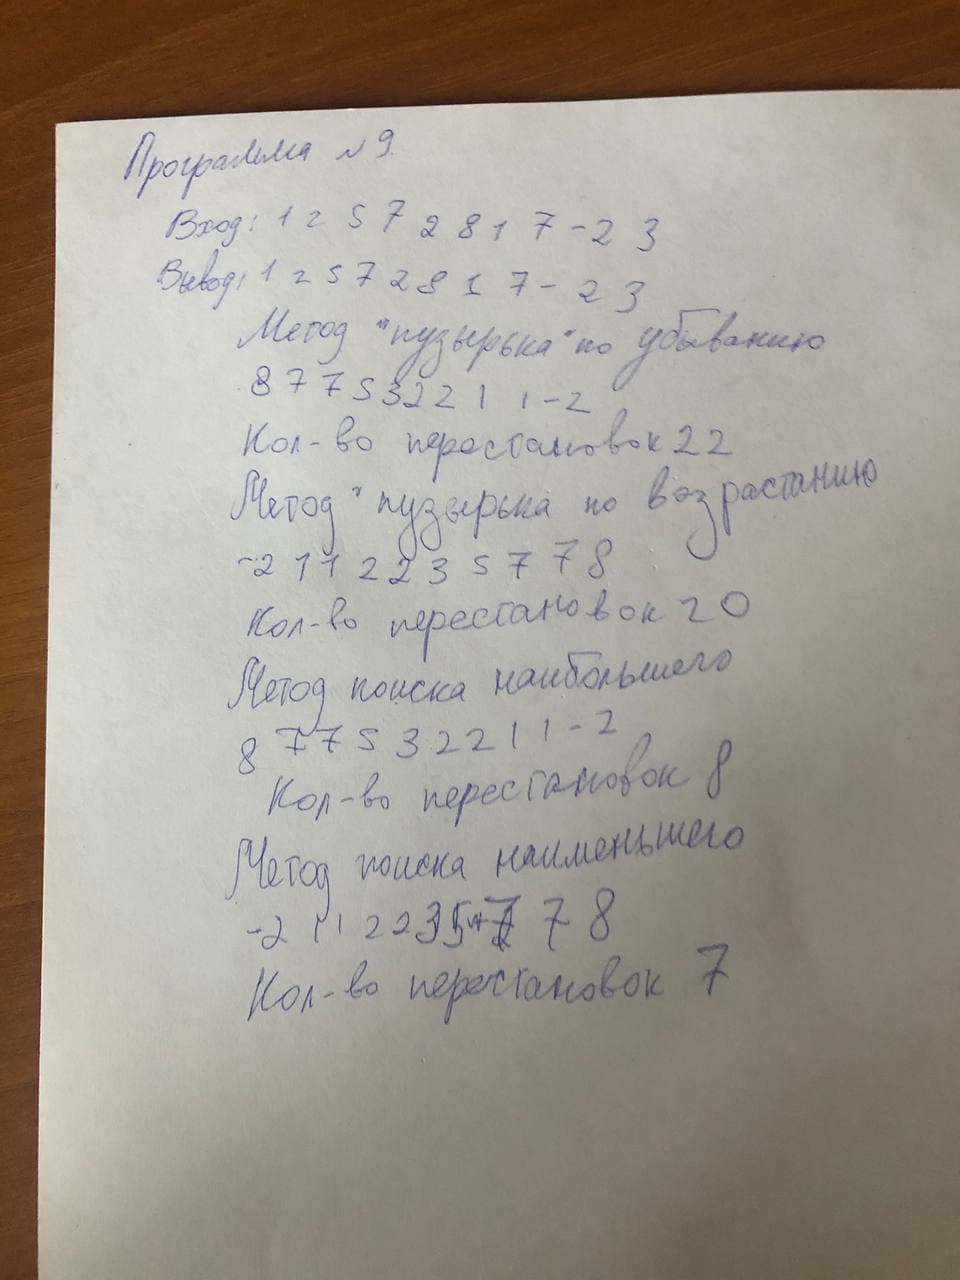 Программа №9.
Вход: 1 2 5 7 2 8 1 7 -2 3
Вывод: 1 2 5 7 2 8 1 7 -2 3
Метод "пузырька" по убыванию
8 7 7 5 3 2 2 1 1 -2
Кол-во перестановок 22
Метод "пузырька по возрастанию
-2 1 1 2 2 3 5 7 7 8
Кол-во перестановок 20
Метод поиска наибольшего
8 7 7 5 3 2 2 1 1 -2
Кол-во перестановок 8
Метод поиска наименьшего
-2 1 1 2 2 3 5 7 7 8
Кол-во перестановок 7